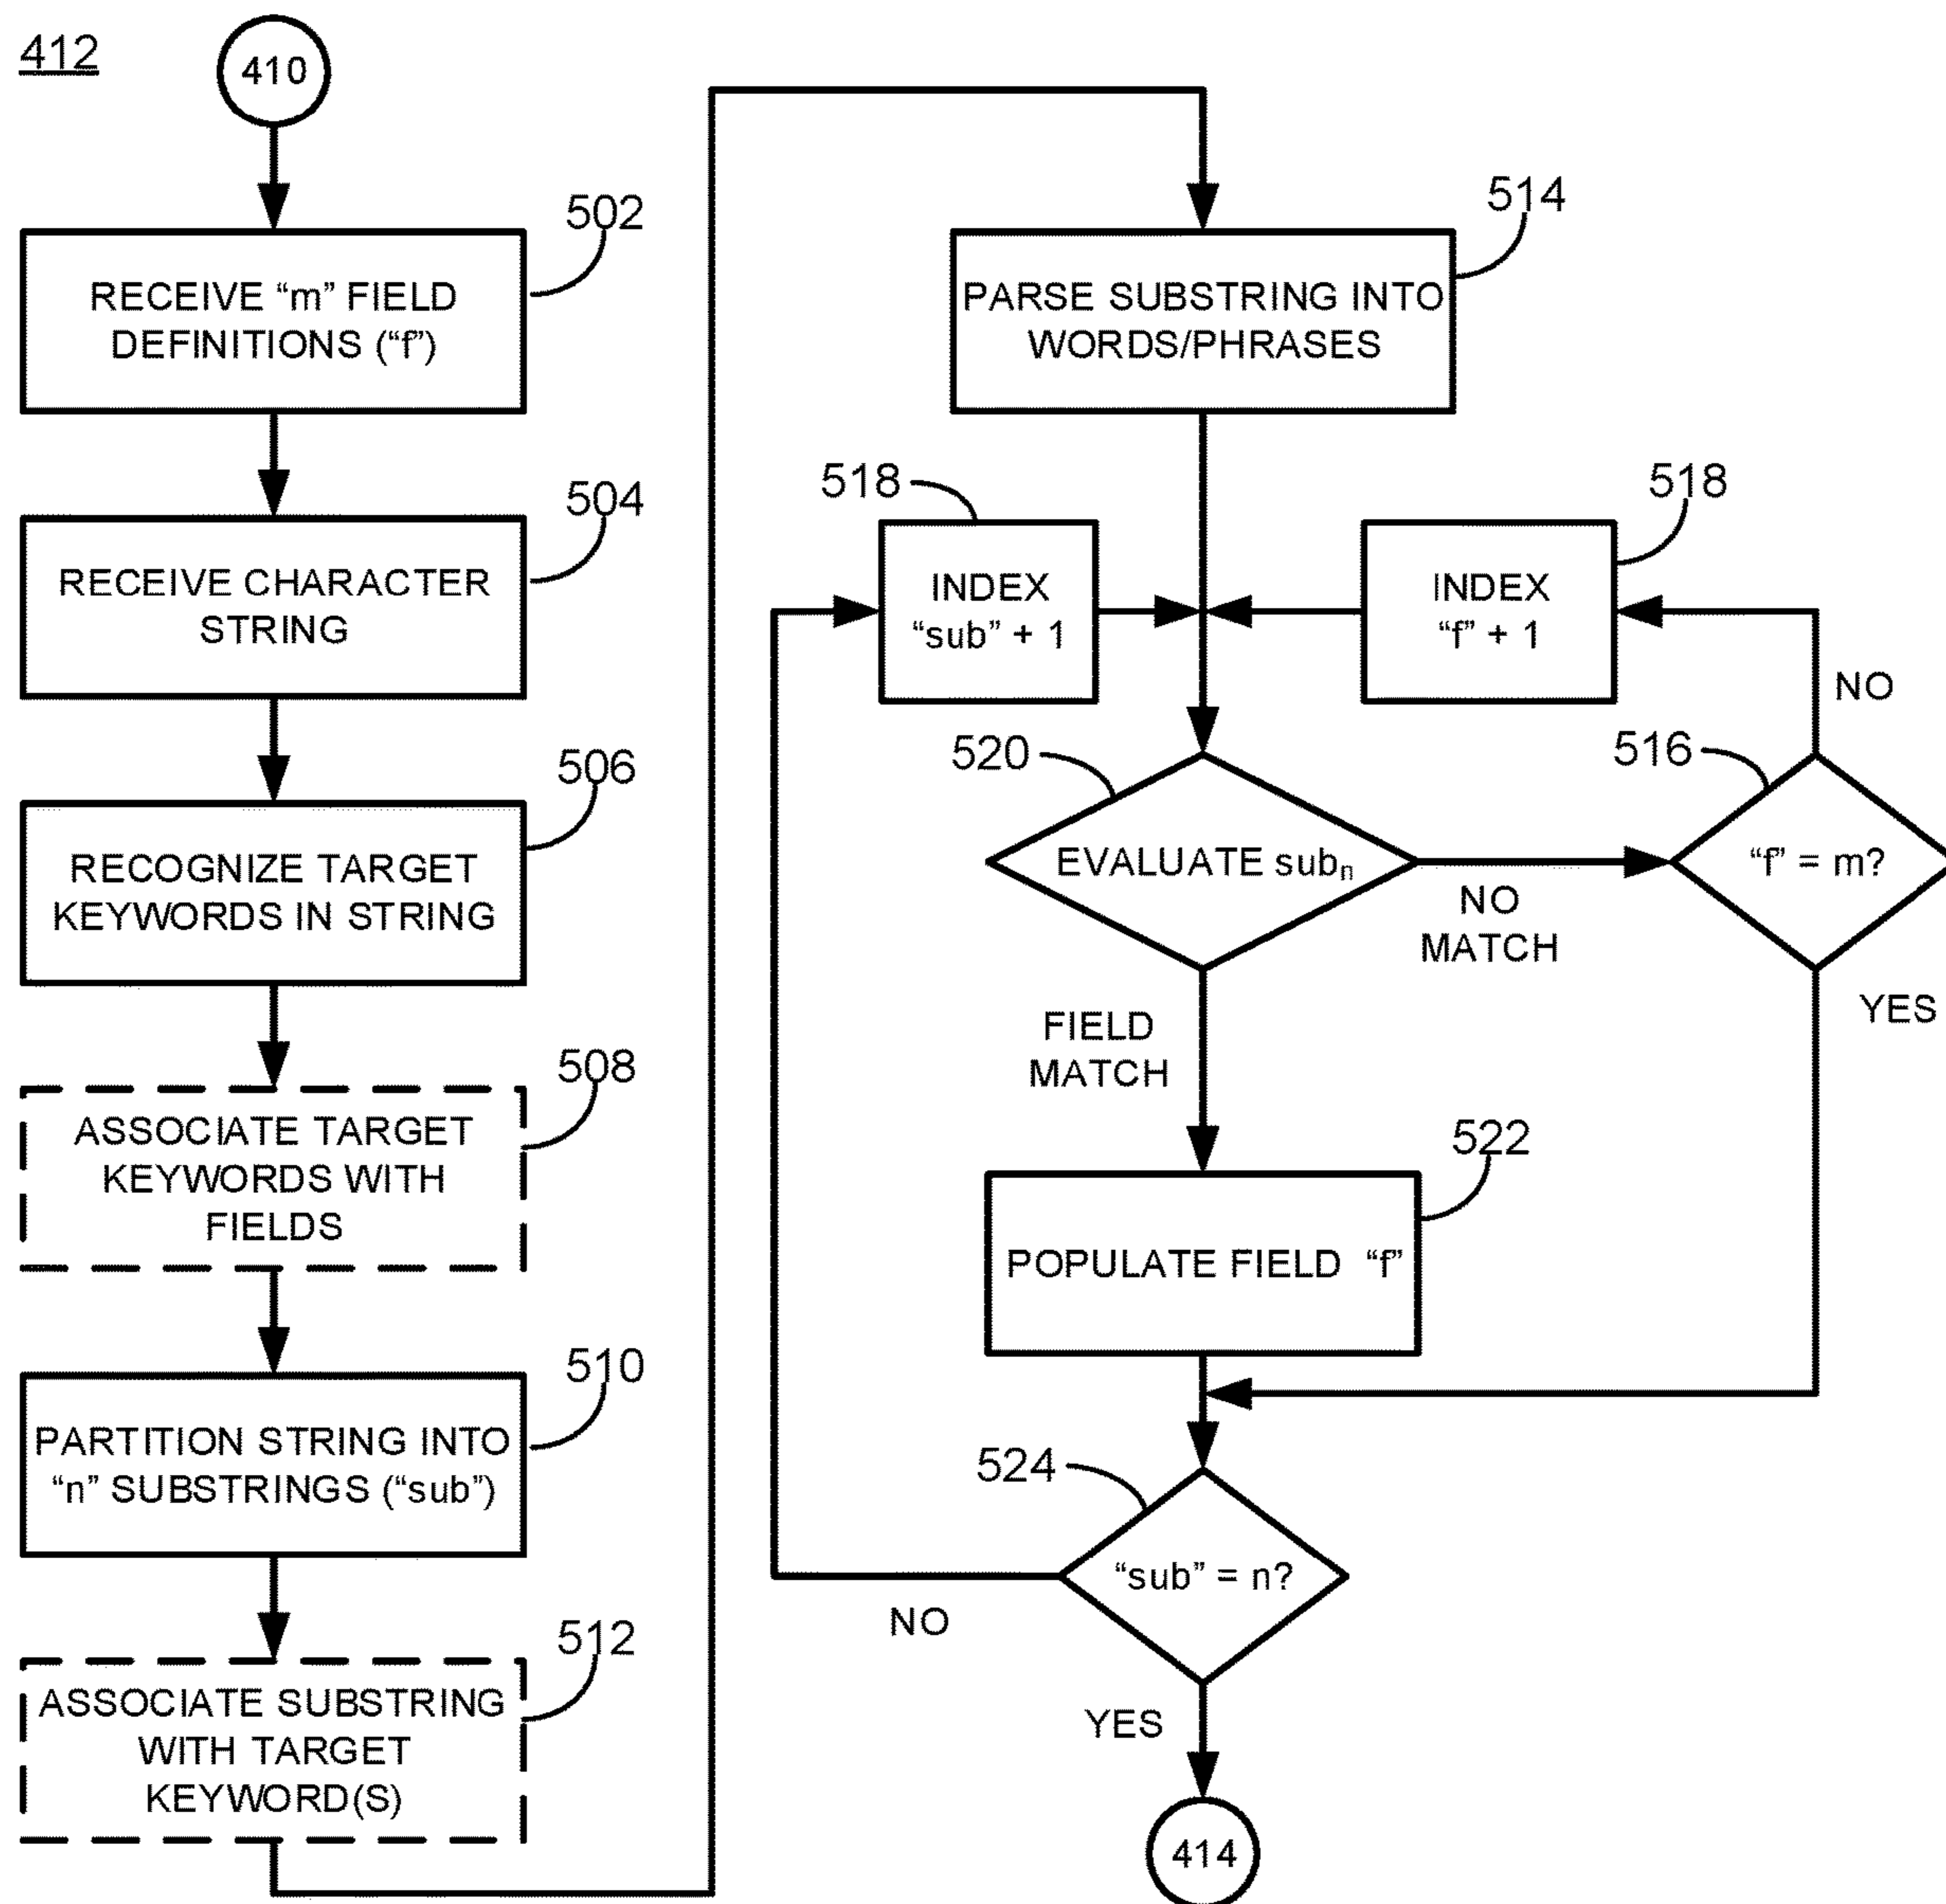 412
410
502
RECEIVE “m” FIELD
DEFINITIONS (“f”)
504
RECEIVE CHARACTER
STRING
506
RECOGNIZE TARGET
KEYWORDS IN STRING
508
ASSOCIATE TARGET
KEYWORDS WITH
FIELDS
510
PARTITION STRING INTO
“n” SUBSTRINGS (“sub”)
512
ASSOCIATE SUBSTRING
WITH TARGET
KEYWORD(S)
514
PARSE SUBSTRING INTO
WORDS/PHRASES
518
INDEX
“sub” + 1
518
INDEX
“f” + 1
NO
520
EVALUATE subn
NO
MATCH
516
“f” = m?
YES
FIELD
MATCH
522
POPULATE FIELD “f”
524
“sub” = n?
NO
YES
414